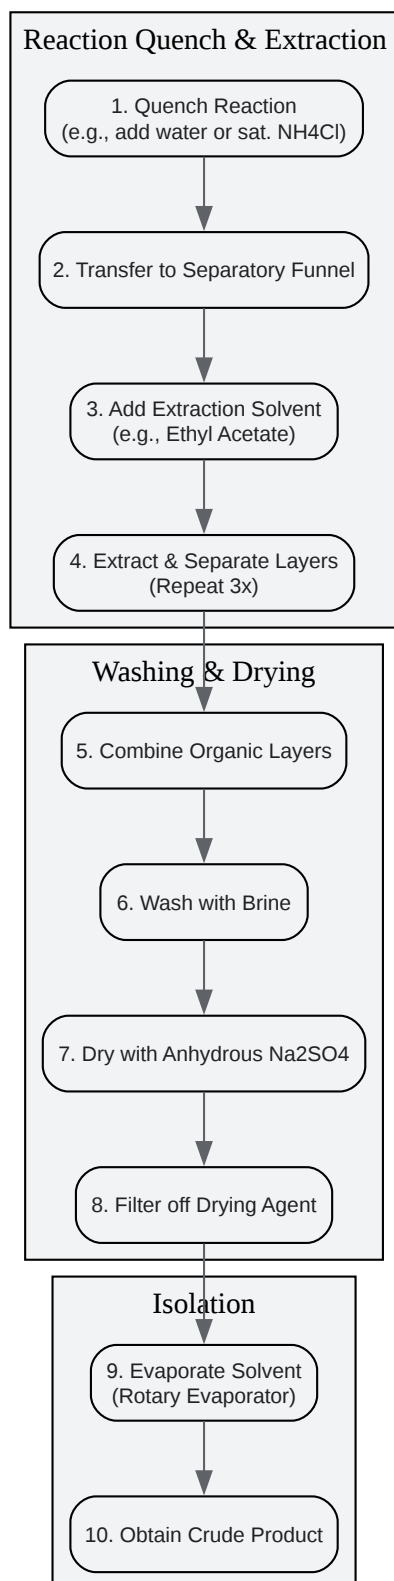 Reaction Quench & Extraction
1. Quench Reaction
(e.g., add water or sat. NH4Cl)
2. Transfer to Separatory Funnel
3. Add Extraction Solvent
(e.g., Ethyl Acetate)
4. Extract & Separate Layers
(Repeat 3x)
Washing & Drying
5. Combine Organic Layers
6. Wash with Brine
7. Dry with Anhydrous Na2SO4
8. Filter off Drying Agent
Isolation
9. Evaporate Solvent
(Rotary Evaporator)
10. Obtain Crude Product